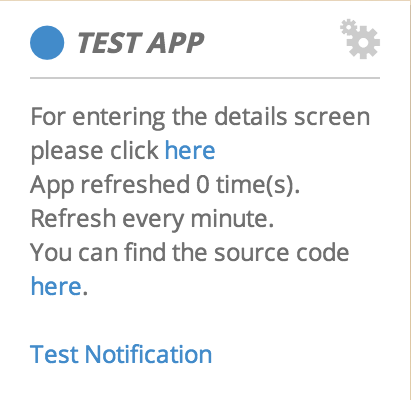 TEST APP
For entering the details screen
please click here
App refreshed 0 time(s).
Refresh every minute.
You can find the source code
here.
Test Notification